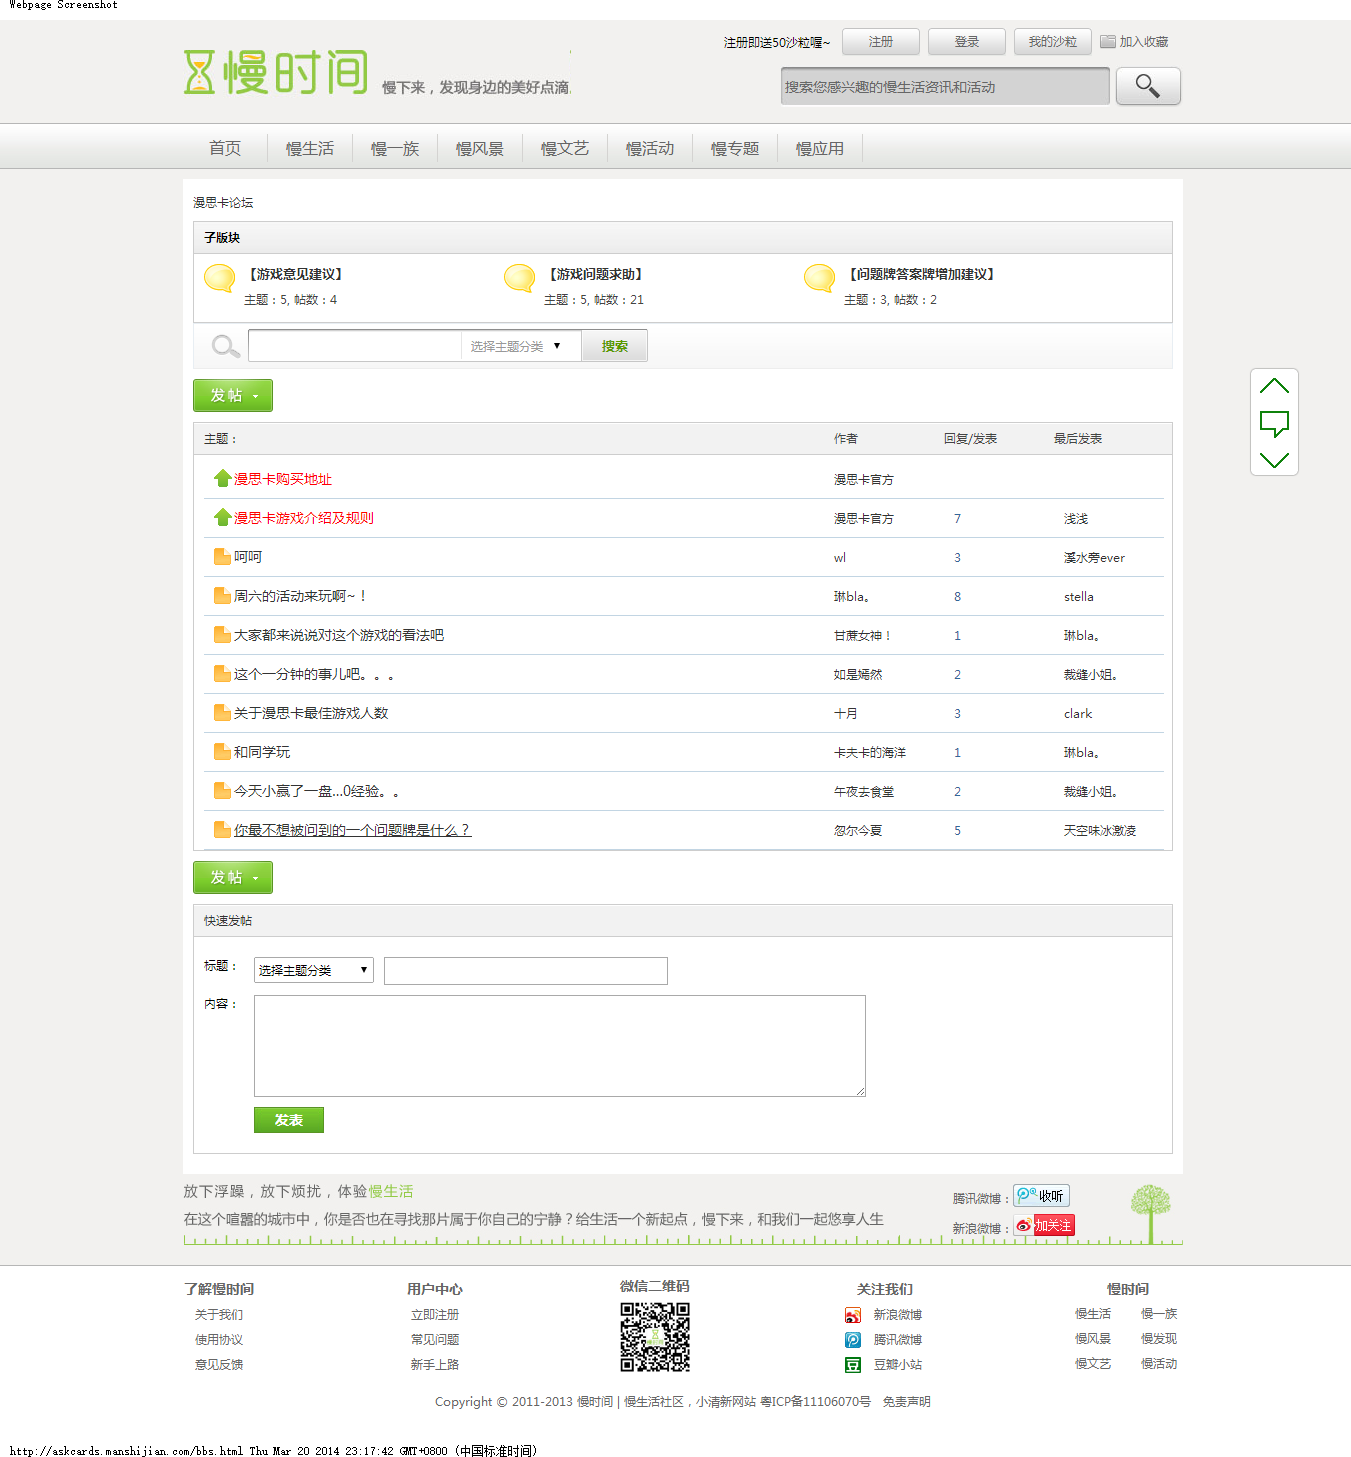 Webpage Screenshot
注册即送50沙粒喔~ 注册 登录 我的沙粒 加入收藏
慢时间 慢下来，发现身边的美好点滴
搜索您感兴趣的慢生活资讯和活动
首页 慢生活 慢一族 慢风景 慢文艺 慢活动 慢专题 慢应用
漫思卡论坛
子版块
【游戏意见建议】 【游戏问题求助】 【问题牌答案牌增加建议】
主题：5, 帖数：4 主题：5, 帖数：21 主题：3, 帖数：2
选择主题分类 ▼ 搜索
发帖
主题： 作者 回复/发表 最后发表
漫思卡购买地址 漫思卡官方
漫思卡游戏介绍及规则 漫思卡官方 7 浅浅
呵呵 wl 3 溪水旁ever
周六的活动来玩啊~！ 琳bla。 8 stella
大家都来说说对这个游戏的看法吧 甘蔗女神！ 1 琳bla。
这个一分钟的事儿吧。。。 如是嫣然 2 裁缝小姐。
关于漫思卡最佳游戏人数 十月 3 clark
和同学玩 卡夫卡的海洋 1 琳bla。
今天小赢了一盘...0经验。。 午夜去食堂 2 裁缝小姐。
你最不想被问到的一个问题牌是什么？ 忽尔今夏 5 天空味冰激凌
发帖
快速发帖
标题： 选择主题分类 ▼
内容：
发表
放下浮躁，放下烦扰，体验慢生活
腾讯微博： 收听
在这个喧嚣的城市中，你是否也在寻找那片属于你自己的宁静？给生活一个新起点，慢下来，和我们一起悠享人生
新浪微博： 加关注
了解慢时间 用户中心 微信二维码 关注我们 慢时间
关于我们 立即注册 新浪微博 慢生活 慢一族
使用协议 常见问题 腾讯微博 慢风景 慢发现
意见反馈 新手上路 豆 豆瓣小站 慢文艺 慢活动
Copyright © 2011-2013 慢时间 | 慢生活社区，小清新网站 粤ICP备11106070号 免责声明
http://askcards.manshijian.com/bbs.html Thu Mar 20 2014 23:17:42 GMT+0800 (中国标准时间)